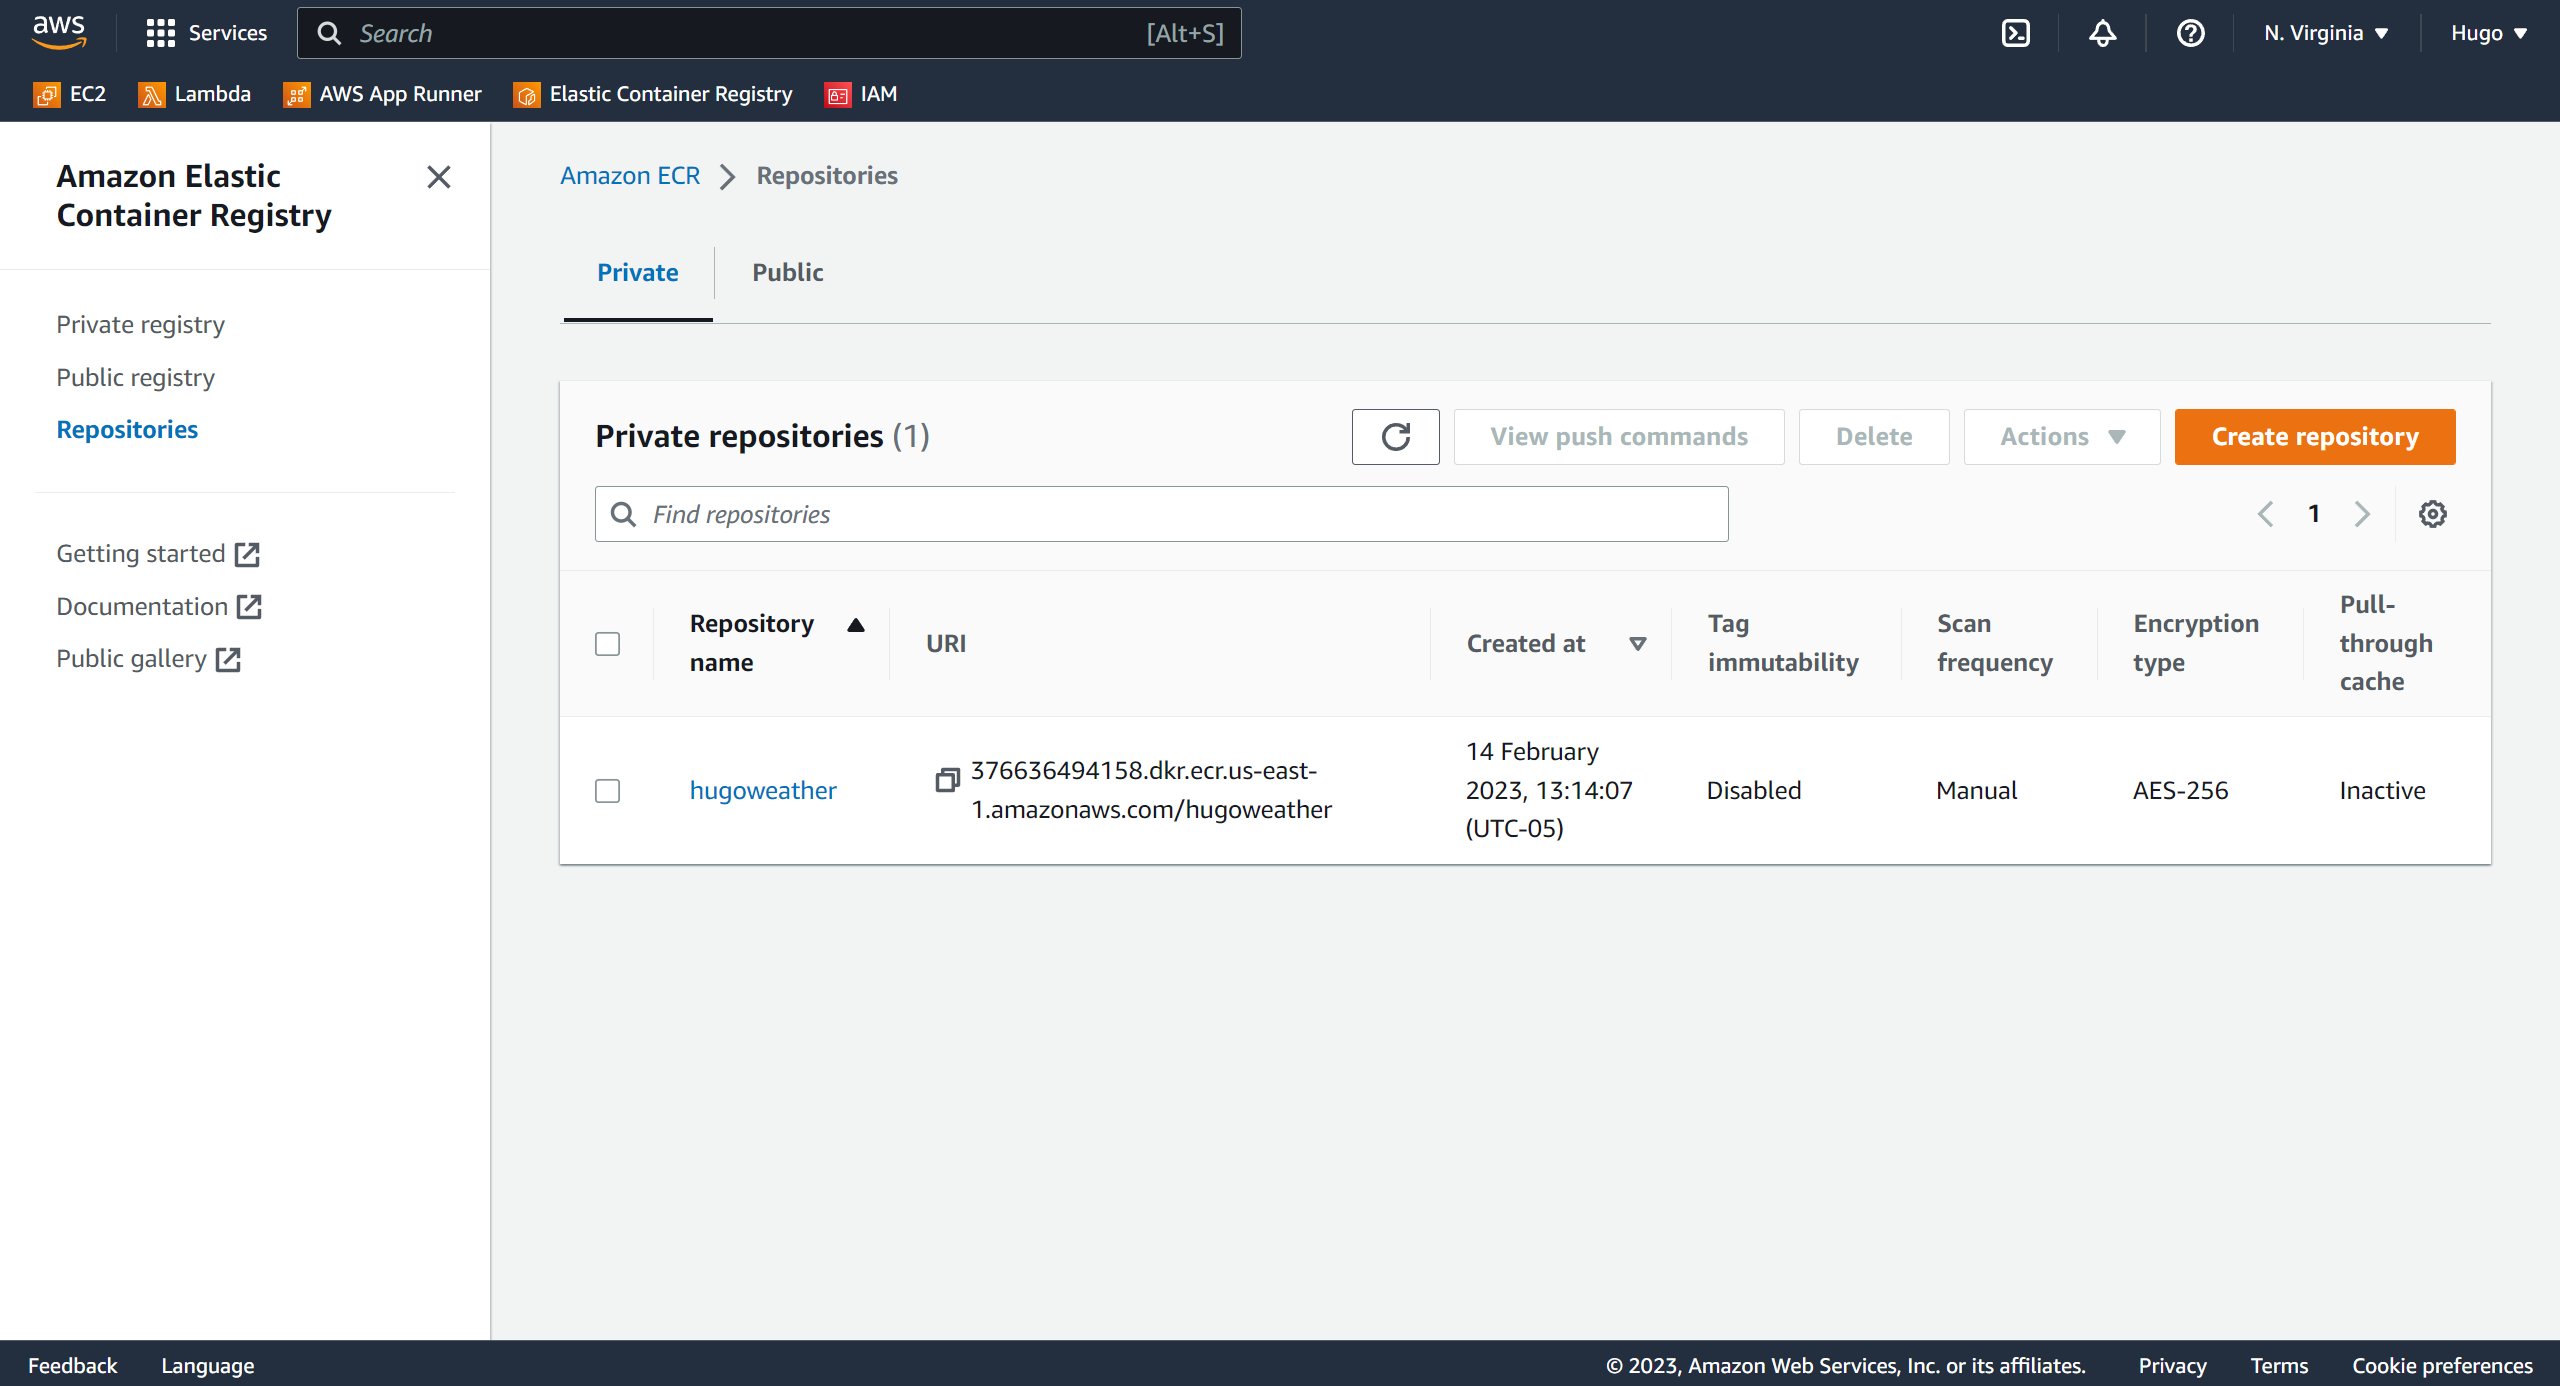 aws
Services
Search [Alt+S]
N. Virginia
Hugo
EC2
Lambda
AWS App Runner
Elastic Container Registry
IAM
Amazon Elastic
Container Registry
Private registry
Public registry
Repositories
Getting started
Documentation
Public gallery
Amazon ECR
Repositories
Private
Public
Private repositories (1)
View push commands
Delete
Actions
Create repository
Find repositories
1
Repository
name
URI
Created at
Tag
immutability
Scan
frequency
Encryption
type
Pull-
through
cache
hugoweather
376636494158.dkr.ecr.us-east-
1.amazonaws.com/hugoweather
14 February
2023, 13:14:07
(UTC-05)
Disabled
Manual
AES-256
Inactive
Feedback
Language
© 2023, Amazon Web Services, Inc. or its affiliates.
Privacy
Terms
Cookie preferences